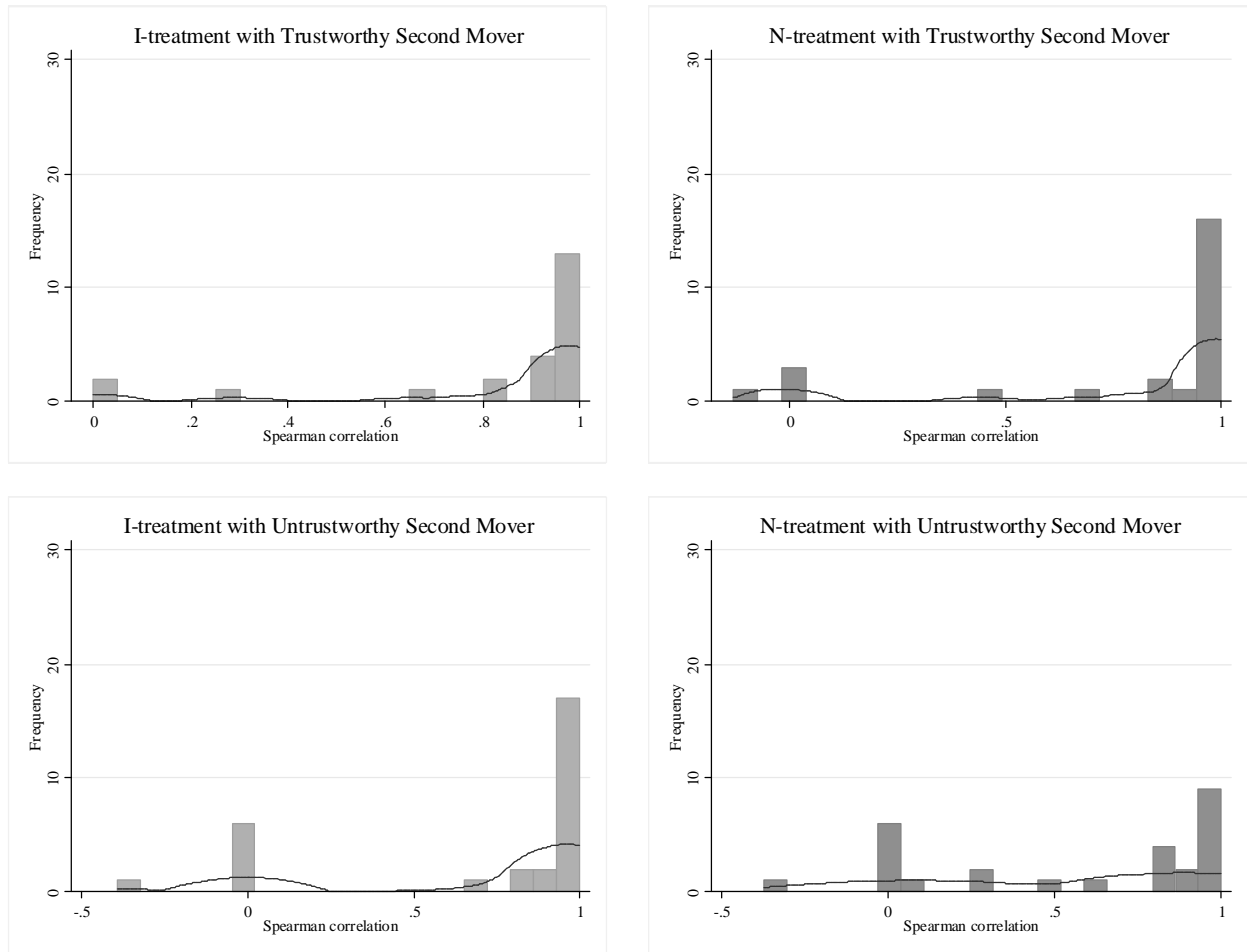 I-treatment with Trustworthy Second Mover
30
20
10
0
Frequency
0 .2 .4 .6 .8 1
Spearman correlation
N-treatment with Trustworthy Second Mover
30
20
10
0
Frequency
0 .5 1
Spearman correlation
I-treatment with Untrustworthy Second Mover
30
20
10
0
Frequency
-.5 0 .5 1
Spearman correlation
N-treatment with Untrustworthy Second Mover
30
20
10
0
Frequency
-.5 0 .5 1
Spearman correlation